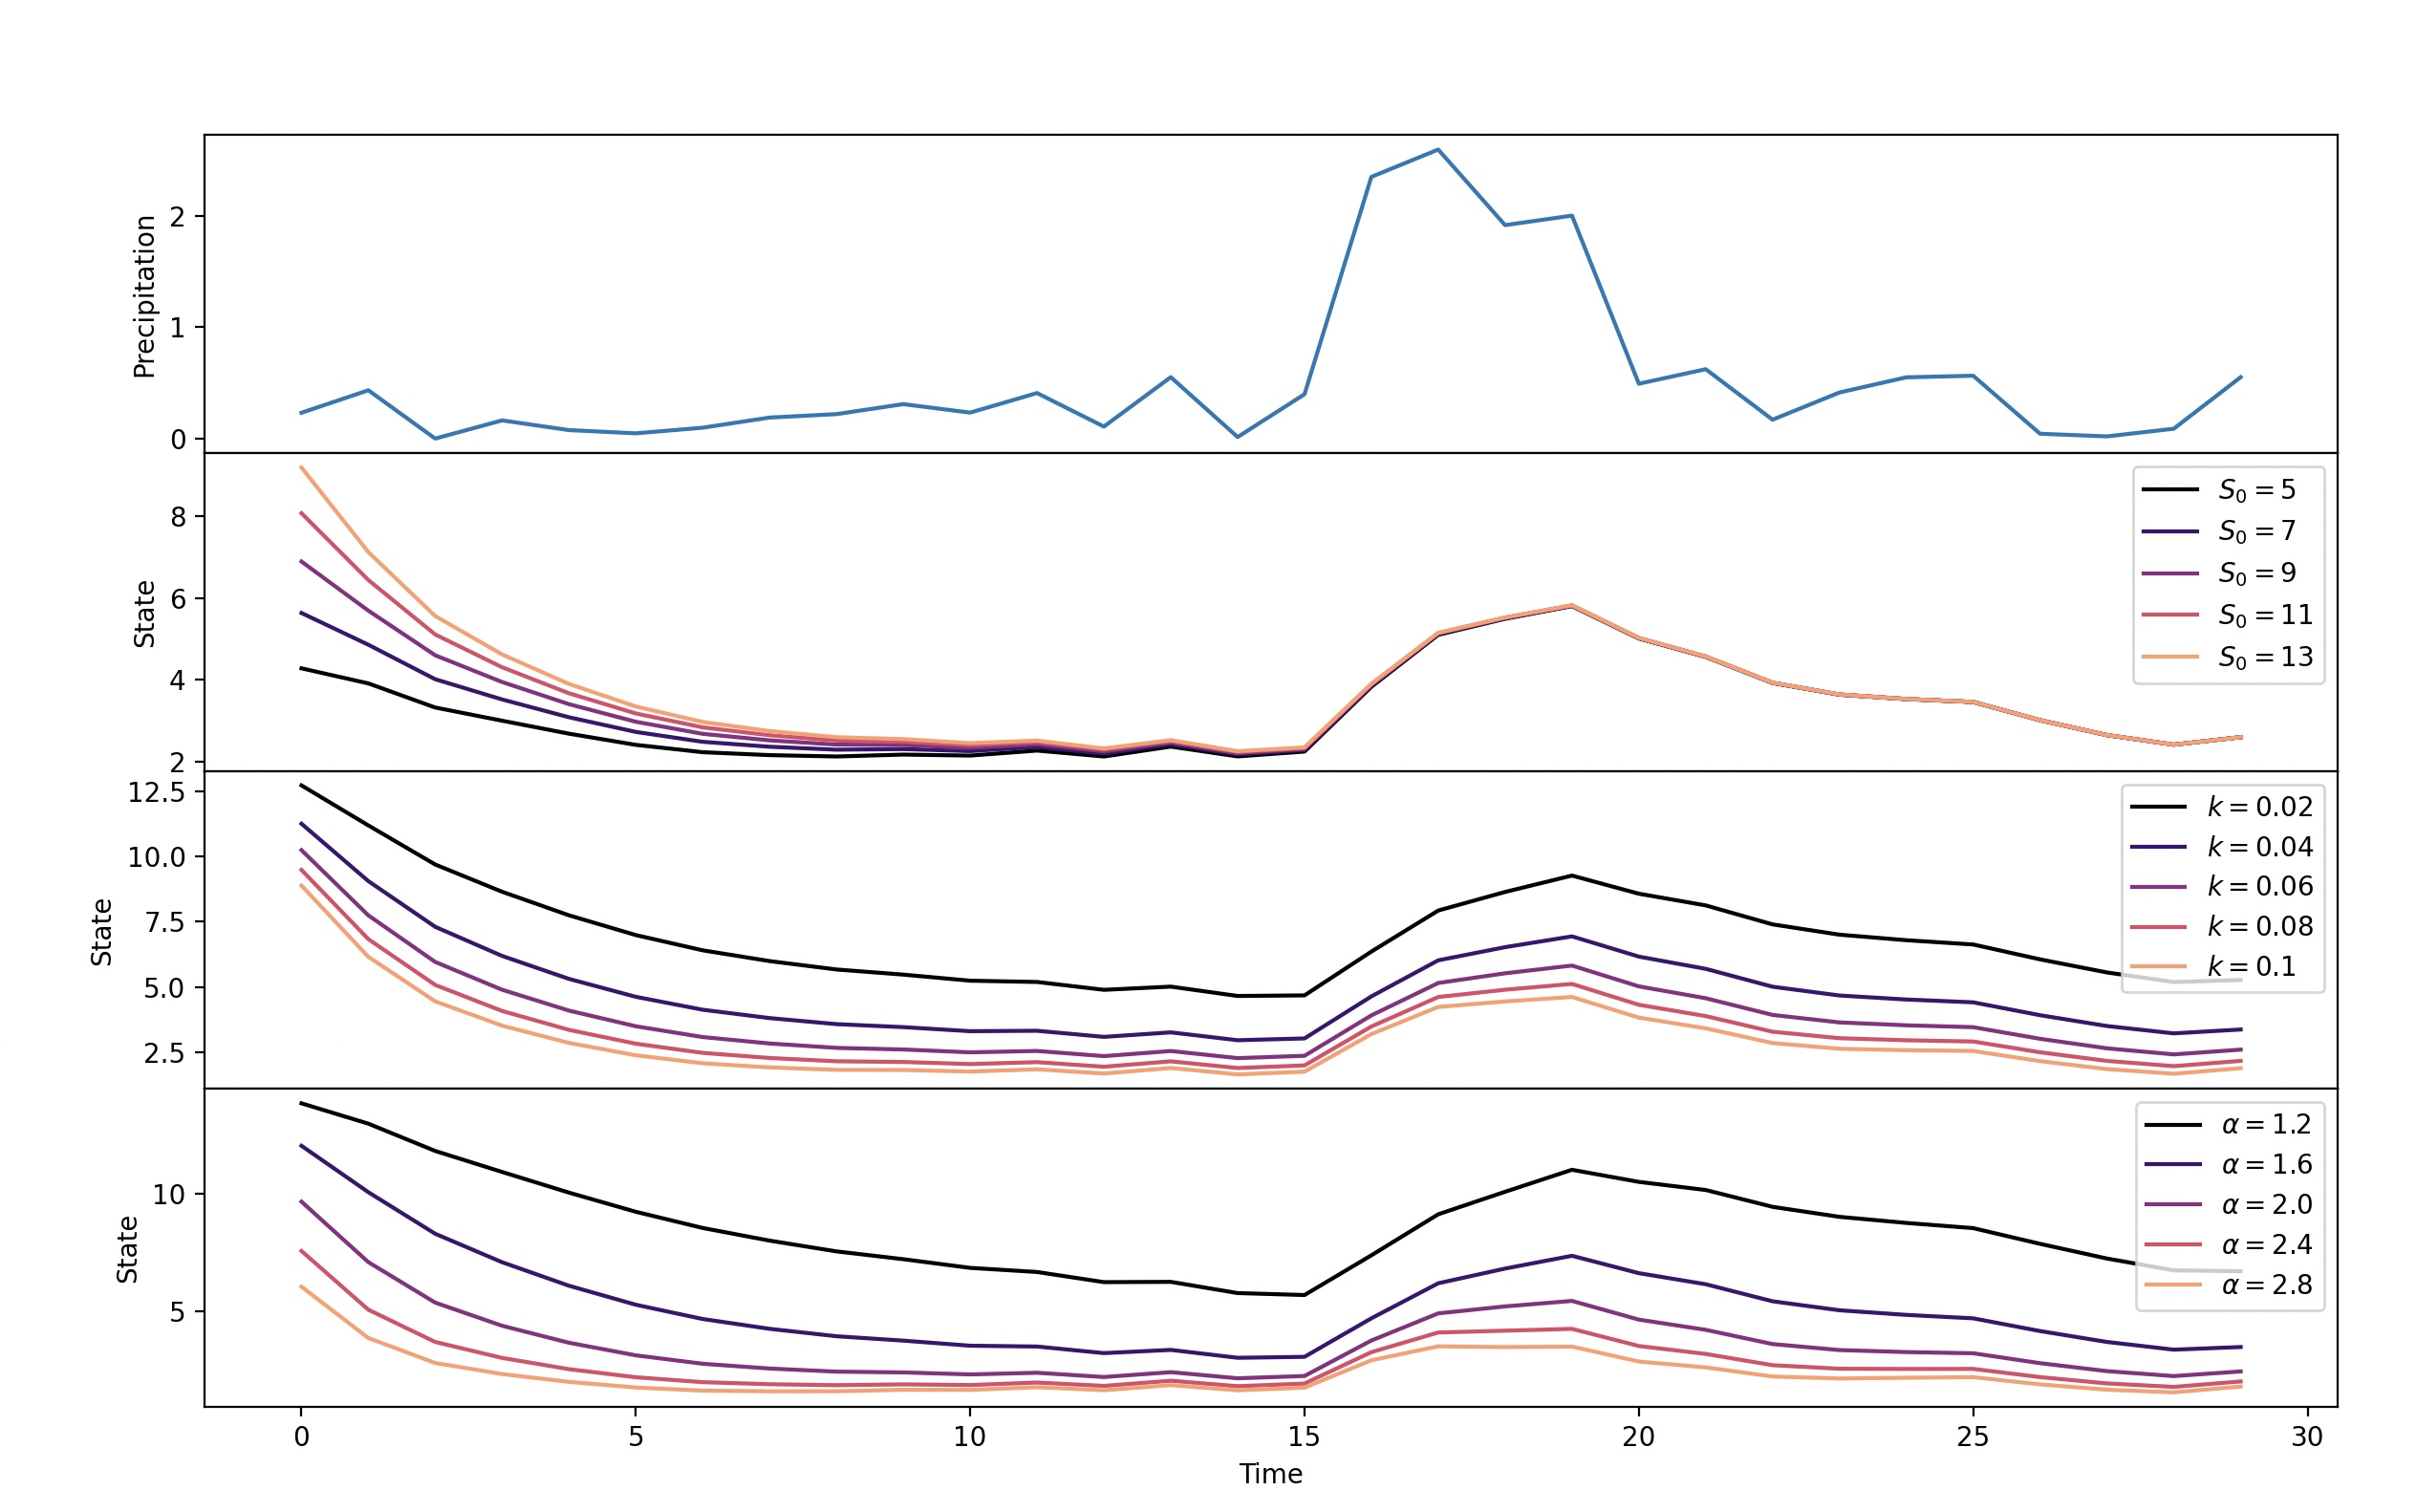 Precipitation
2
1
0
State
8
6
4
2
S₀ = 5
S₀ = 7
S₀ = 9
S₀ = 11
S₀ = 13
State
12.5
10.0
7.5
5.0
2.5
k = 0.02
k = 0.04
k = 0.06
k = 0.08
k = 0.1
State
10
5
α = 1.2
α = 1.6
α = 2.0
α = 2.4
α = 2.8
0 5 10 15 20 25 30
Time